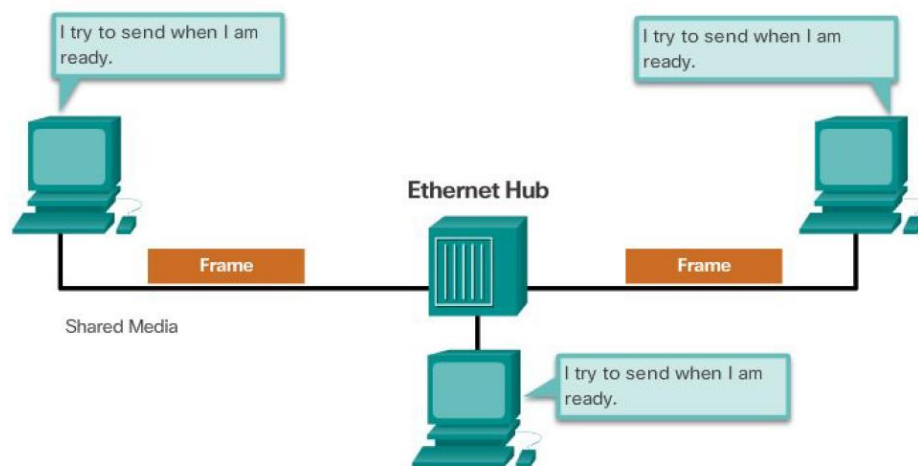 I try to send when I am
ready.
I try to send when I am
ready.
Ethernet Hub
Frame
Frame
Shared Media
I try to send when I am
ready.